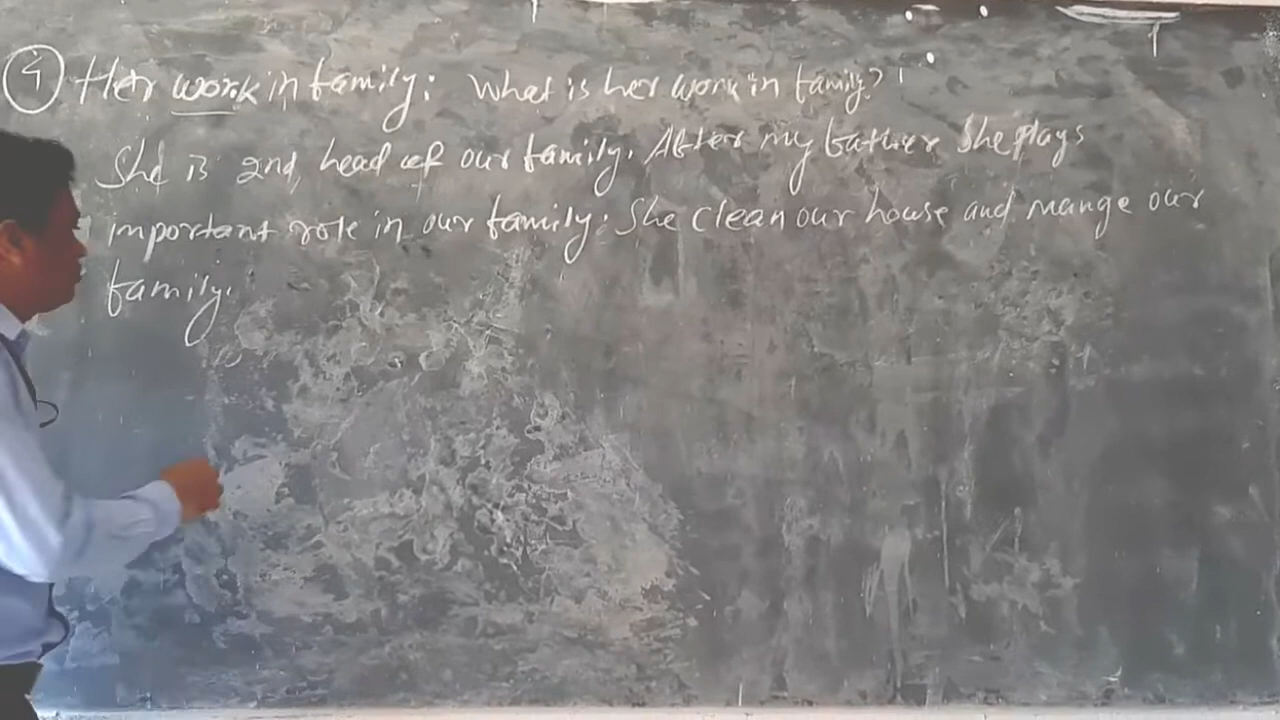 ④ Her work in family: What is her work in family?
She is 2nd head of our family. After my father she plays
important role in our family. She clean our house and mange our
family.